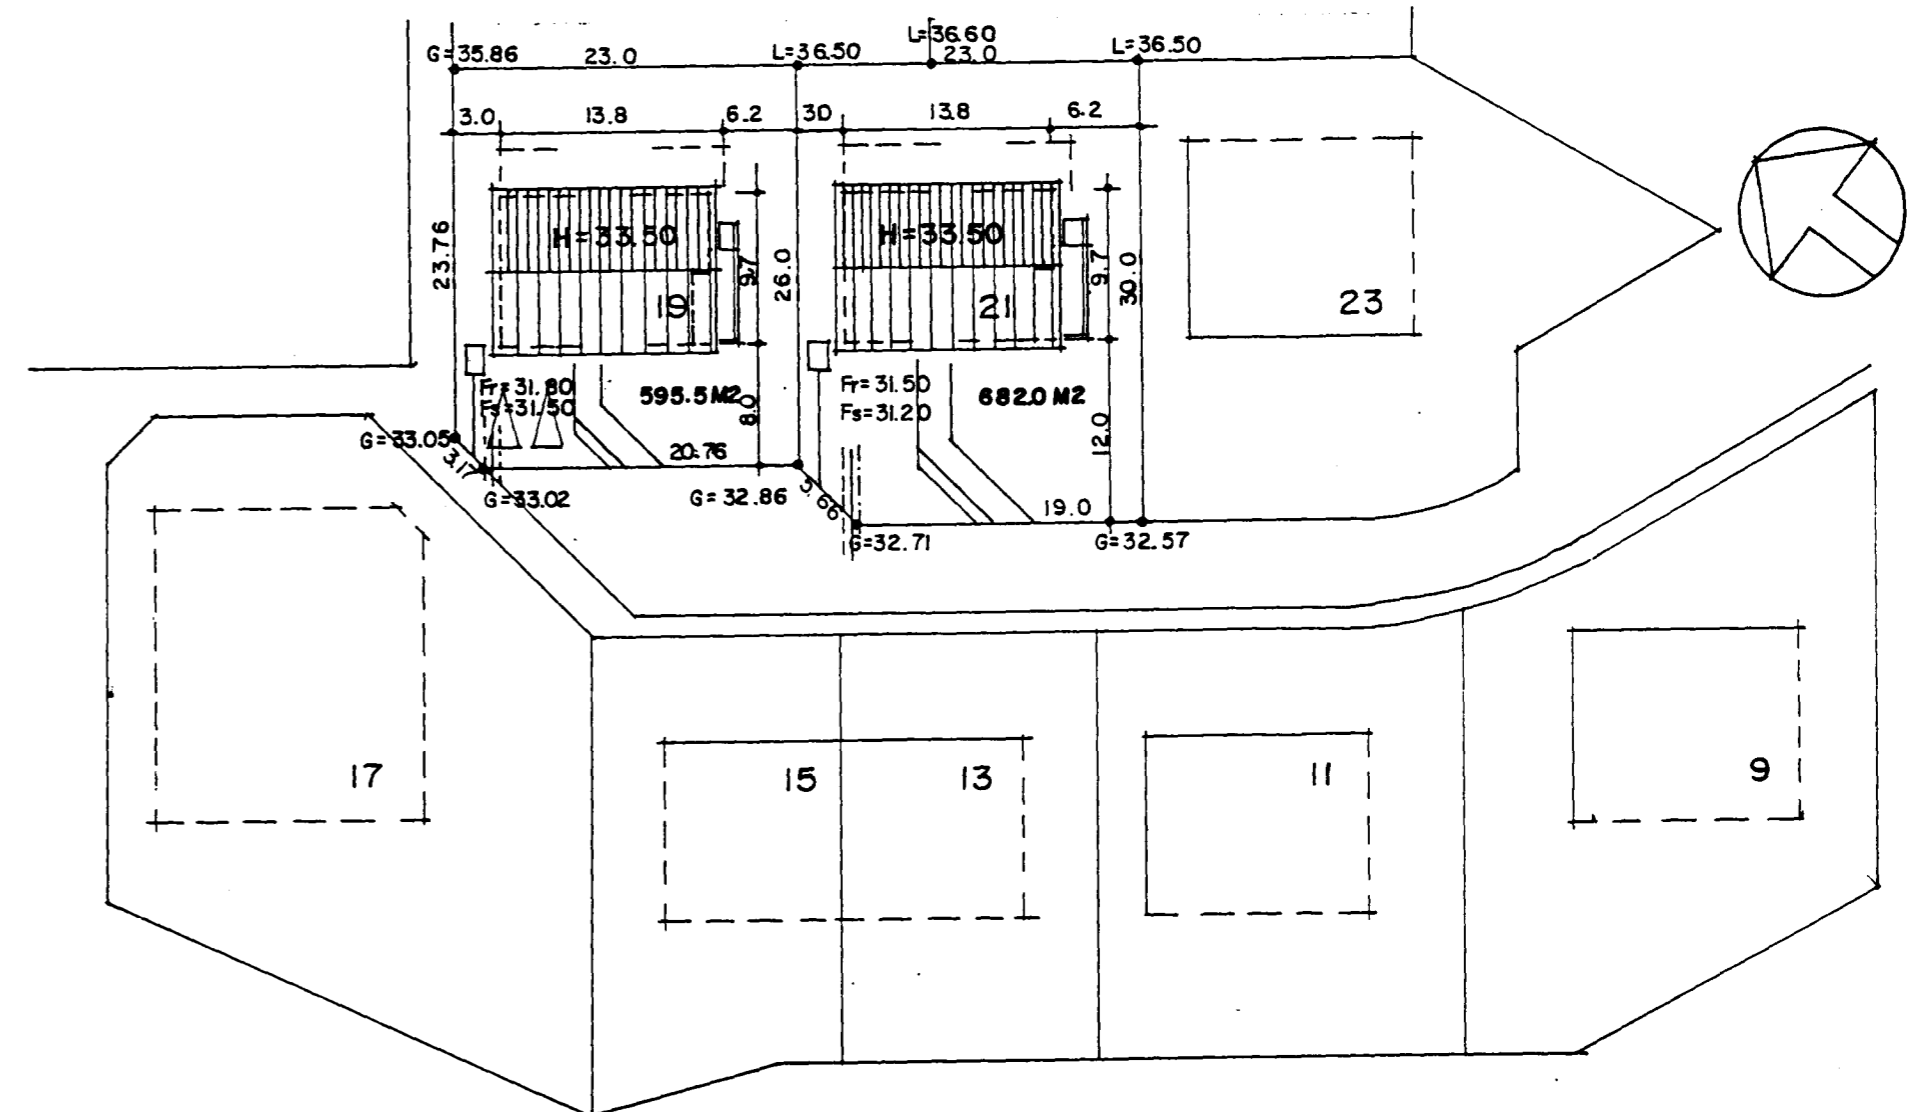 L=36.60
G=35.86 23.0 L=36.50 23.0 L=36.50
3.0 13.8 6.2 3.0 13.8 6.2
H=33.50 H=33.50
23.76 9.7 26.0 9.7 30.0
19 21 23
Fr=31.80 595.5 M2 Fr=31.50 682.0 M2
Fs=31.50 8.0 Fs=31.20 12.0
G=33.05 3.17 20.76
G=33.02 G=32.86 5.66 19.0
G=32.71 G=32.57
17 15 13 11 9